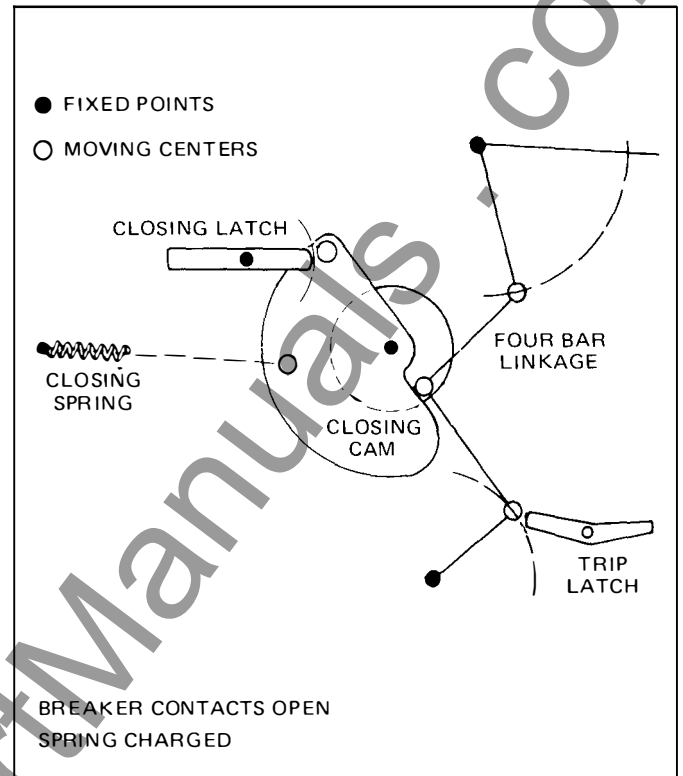 FIXED POINTS
MOVING CENTERS
CLOSING LATCH
FOUR BAR
LINKAGE
CLOSING
SPRING
CLOSING
CAM
TRIP
LATCH
BREAKER CONTACTS OPEN
SPRING CHARGED